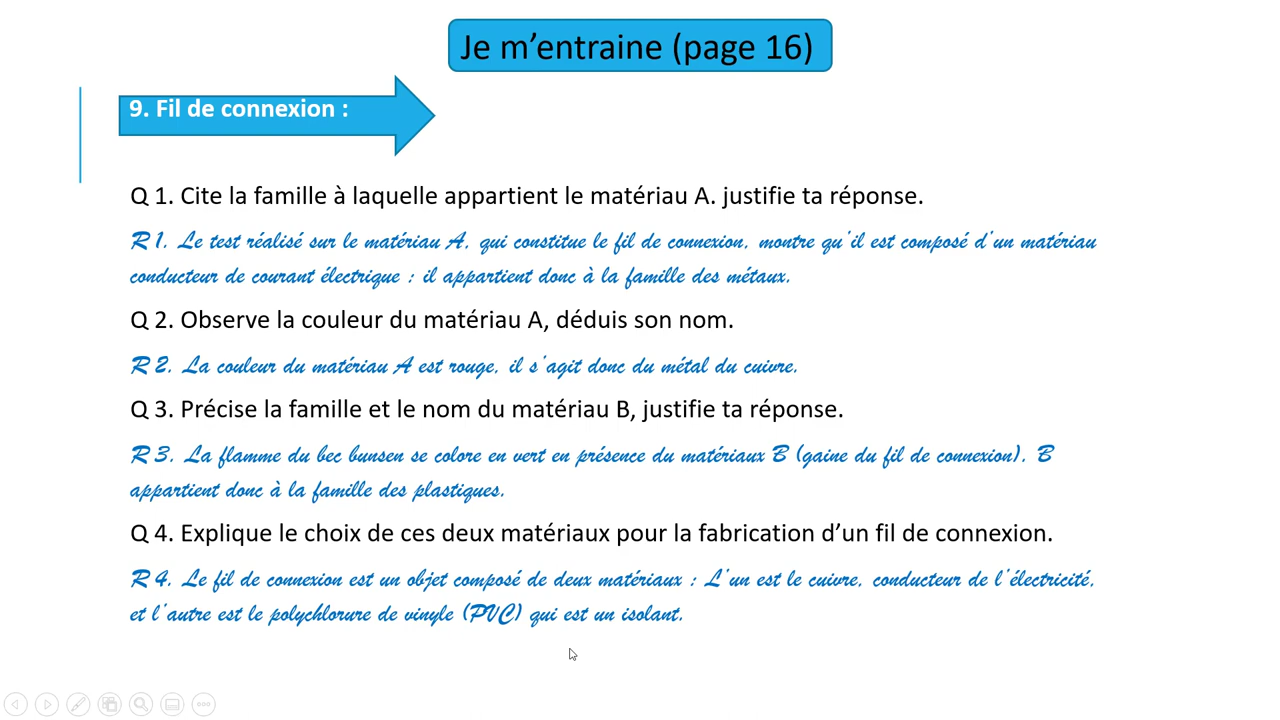 Je m’entraine (page 16)
9. Fil de connexion :
Q 1. Cite la famille à laquelle appartient le matériau A. justifie ta réponse.
R 1. Le test réalisé sur le matériau A, qui constitue le fil de connexion, montre qu’il est composé d’un matériau
conducteur de courant électrique : il appartient donc à la famille des métaux.
Q 2. Observe la couleur du matériau A, déduis son nom.
R 2. La couleur du matériau A est rouge, il s’agit donc du métal du cuivre.
Q 3. Précise la famille et le nom du matériau B, justifie ta réponse.
R 3. La flamme du bec bunsen se colore en vert en présence du matériaux B (gaine du fil de connexion). B
appartient donc à la famille des plastiques.
Q 4. Explique le choix de ces deux matériaux pour la fabrication d’un fil de connexion.
R 4. Le fil de connexion est un objet composé de deux matériaux : L’un est le cuivre, conducteur de l’électricité,
et l’autre est le polychlorure de vinyle (PVC) qui est un isolant.